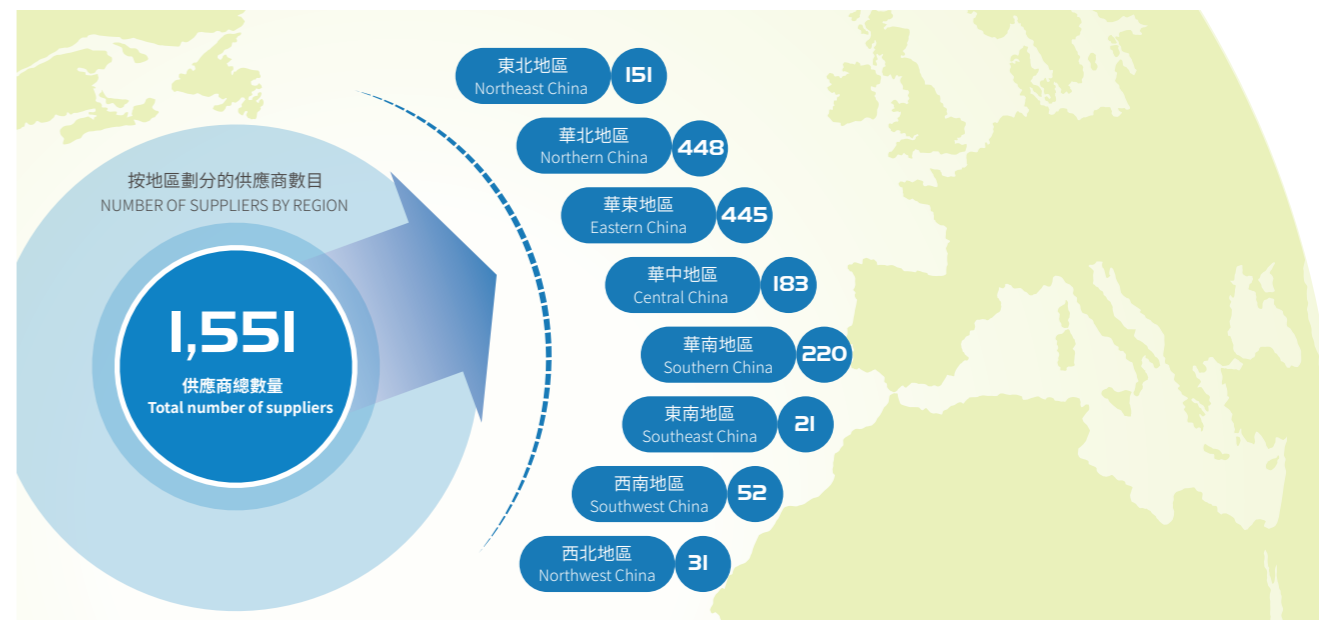 按地區劃分的供應商數目
NUMBER OF SUPPLIERS BY REGION
1,551
供應商總數量
Total number of suppliers
東北地區
Northeast China
151
華北地區
Northern China
448
華東地區
Eastern China
445
華中地區
Central China
183
華南地區
Southern China
220
東南地區
Southeast China
21
西南地區
Southwest China
52
西北地區
Northwest China
31